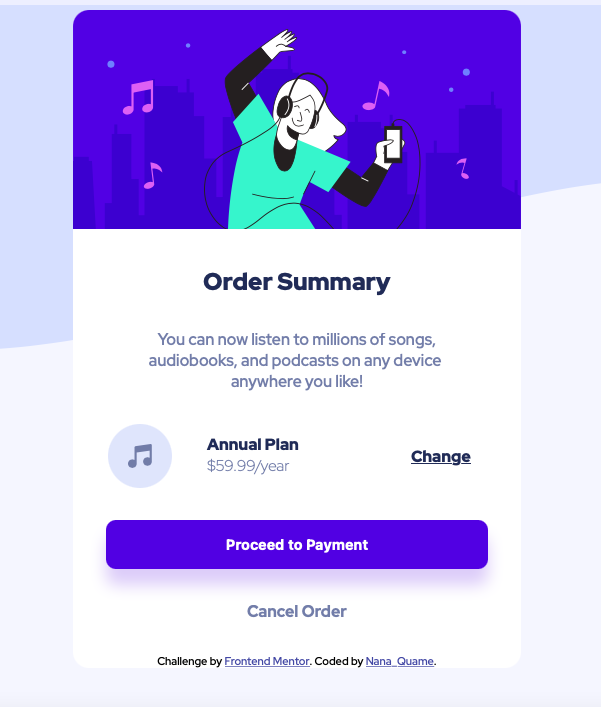 Order Summary
You can now listen to millions of songs,
audiobooks, and podcasts on any device
anywhere you like!
Annual Plan
$59.99/year
Change
Proceed to Payment
Cancel Order
Challenge by Frontend Mentor. Coded by Nana_Quame.